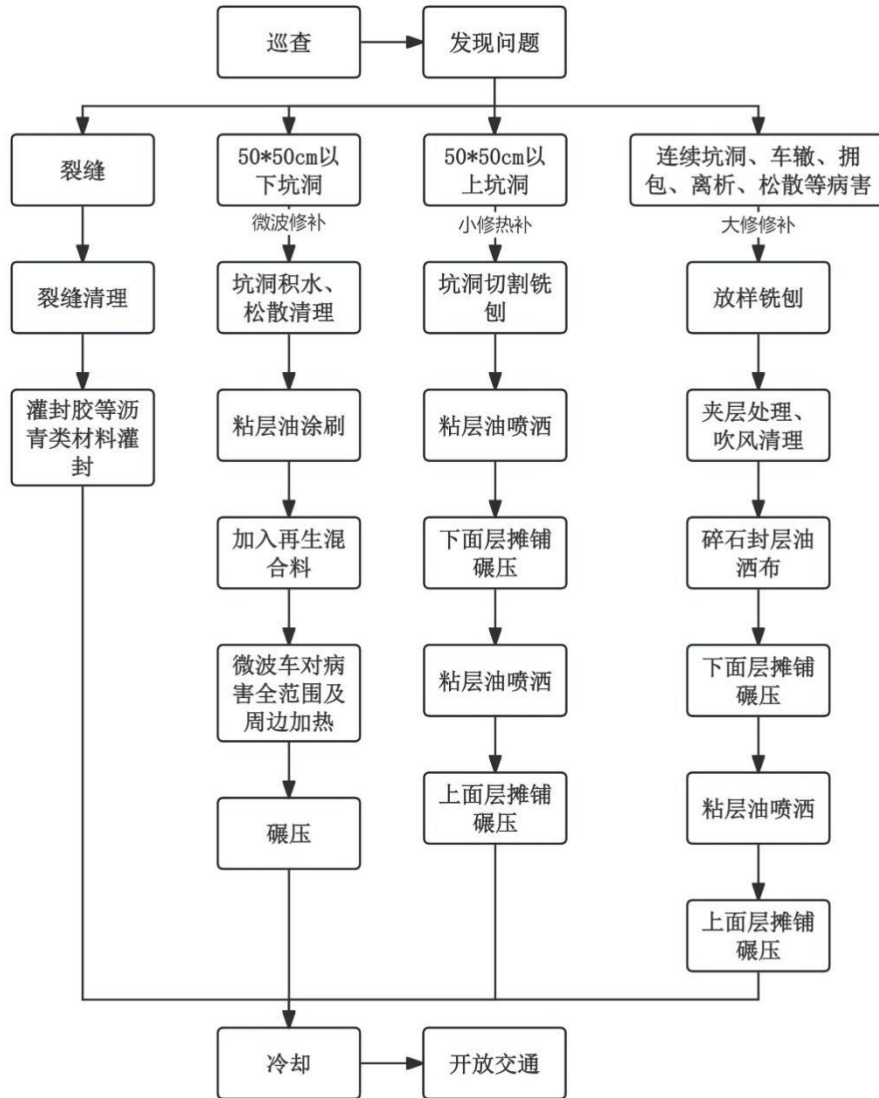 巡查
发现问题
裂缝
50*50cm以
下坑洞
50*50cm以
上坑洞
连续坑洞、车辙、拥
包、离析、松散等病害
微波修补
小修热补
大修修补
裂缝清理
坑洞积水、
松散清理
坑洞切割铣
刨
放样铣刨
灌封胶等沥
青类材料灌
封
粘层油涂刷
粘层油喷洒
夹层处理、
吹风清理
加入再生混
合料
下面层摊铺
碾压
碎石封层油
洒布
微波车对病
害全范围及
周边加热
粘层油喷洒
下面层摊铺
碾压
碾压
上面层摊铺
碾压
粘层油喷洒
上面层摊铺
碾压
冷却
开放交通